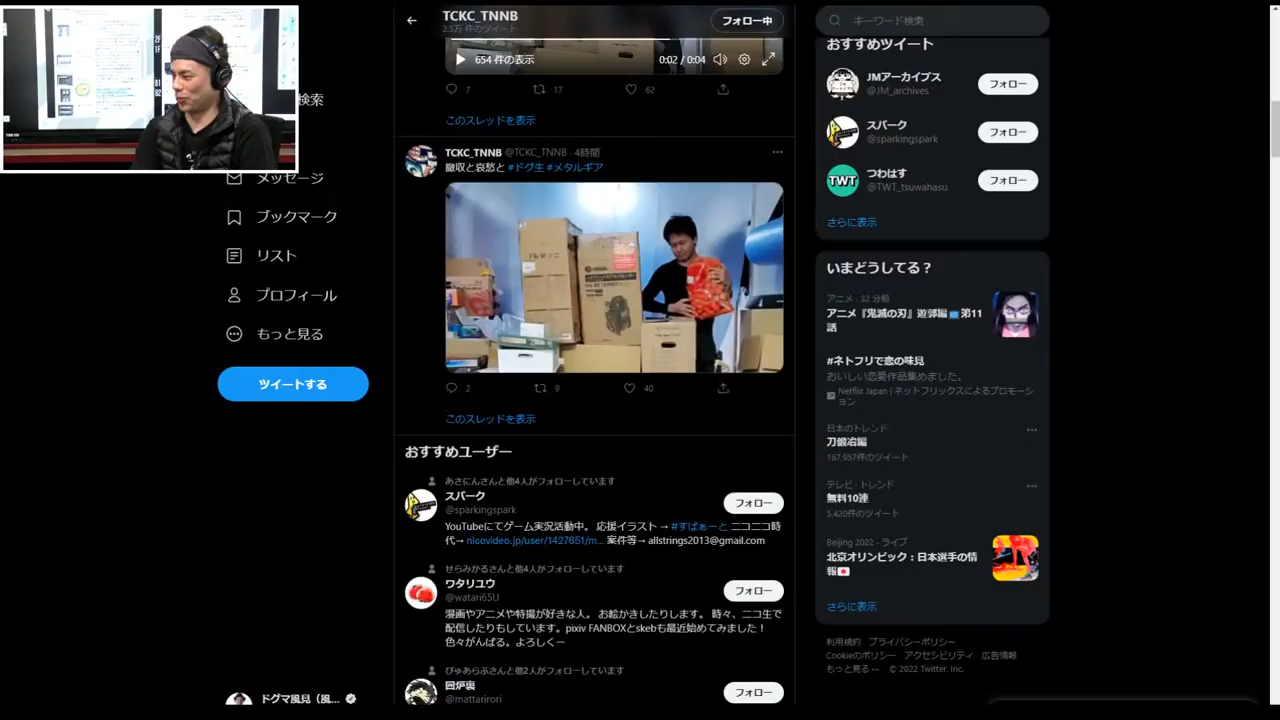 TCKC_TNNB
2.5万 件のツイート
フォロー中
キーワード検索
検索
メッセージ
ブックマーク
リスト
プロフィール
もっと見る
ツイートする
ドグマ風見（風...
654 件の表示
0:02 / 0:04
7
17
62
このスレッドを表示
TCKC_TNNB @TCKC_TNNB · 4時間
撤収と哀愁と #ドグ生 #メタルギア
2
9
40
このスレッドを表示
おすすめユーザー
あさにんさんと他4人がフォローしています
スパーク
@sparkingspark
フォロー
YouTubeにてゲーム実況活動中。 応援イラスト → #すぱぁーと ニコニコ時
代→ nicovideo.jp/user/1427651/m... 案件等→ allstrings2013@gmail.com
せらみかるさんと他4人がフォローしています
ワタリユウ
@watari65U
フォロー
漫画やアニメや特撮が好きな人。 お絵かきしたりします。 時々、ニコ生で
配信したりもしています。pixiv FANBOXとskebも最近始めてみました！
色々がんばる。よろしくー
ぴゅあらぶさんと他2人がフォローしています
囘炉裏
@mattarirori
フォロー
おすすめツイート
JMアーカイブス
@JM_archives
フォロー
スパーク
@sparkingspark
フォロー
TWT
つわはす
@TWT_tsuwahasu
フォロー
さらに表示
いまどうしてる？
アニメ · 32 分前
アニメ『鬼滅の刃』遊郭編 第11
話
#ネトフリで恋の味見
おいしい恋愛作品集めました。
Netflix Japan | ネットフリックスによるプロモー
ション
日本のトレンド
刀鍛冶編
167,957件のツイート
テレビ · トレンド
無料10連
5,420件のツイート
Beijing 2022 · ライブ
北京オリンピック：日本選手の情
報
さらに表示
利用規約 プライバシーポリシー
Cookieのポリシー アクセシビリティ 広告情報
もっと見る ··· © 2022 Twitter, Inc.